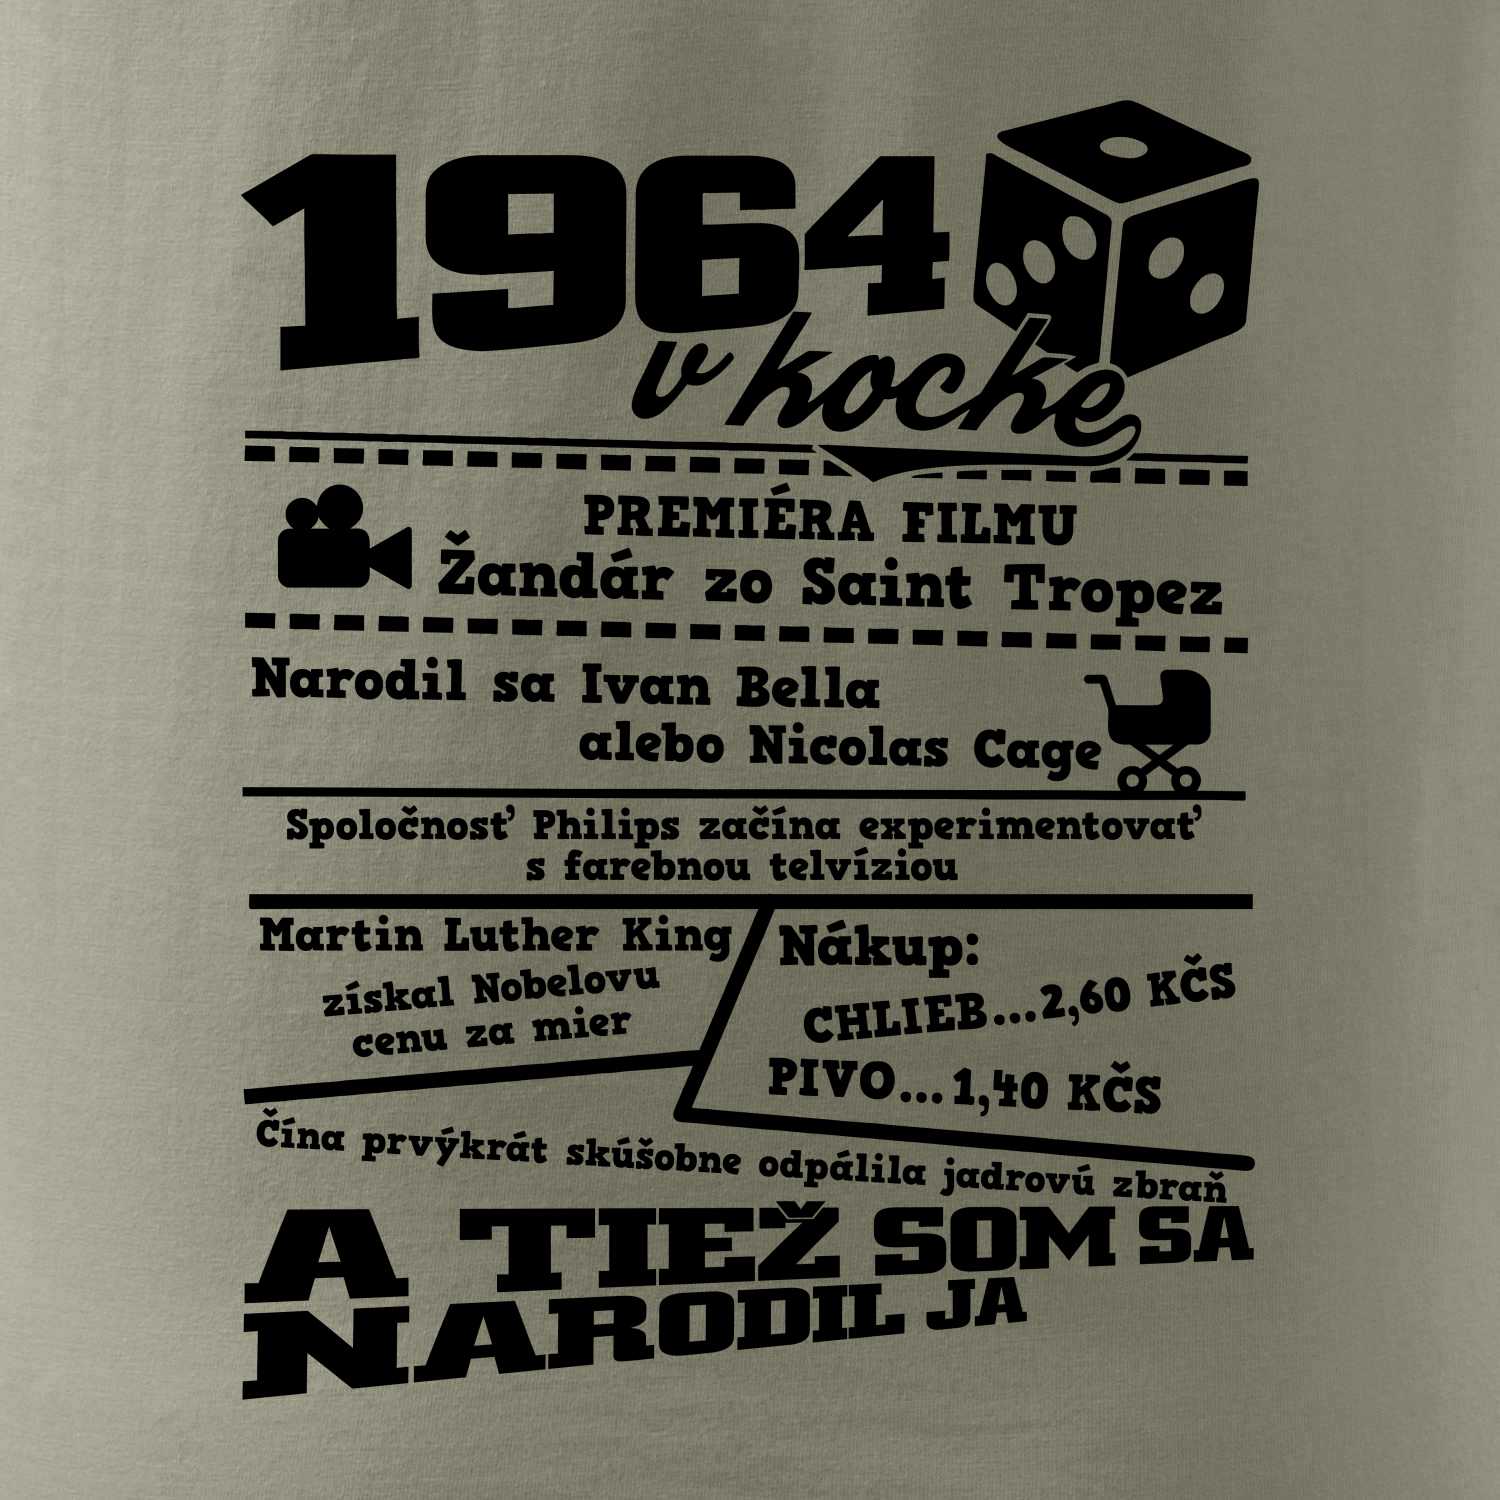 1964
v kocke
PREMIÉRA FILMU
Žandár zo Saint Tropez
Narodil sa Ivan Bella
alebo Nicolas Cage
Spoločnosť Philips začína experimentovať
s farebnou telvíziou
Martin Luther King
získal Nobelovu
cenu za mier
Nákup:
CHLIEB...2,60 KČS
PIVO...1,40 KČS
Čína prvýkrát skúšobne odpálila jadrovú zbraň
A TIEŽ SOM SA
NARODIL JA